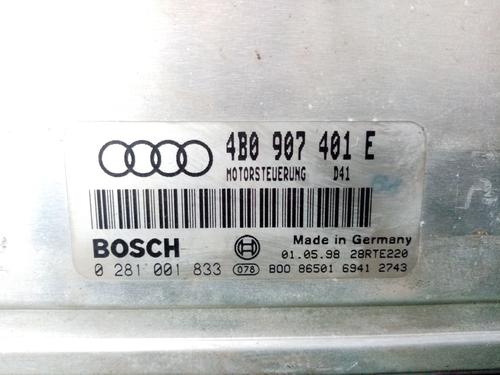 4B0 907 401 E
MOTORSTEUERUNG D41
BOSCH
Made in Germany
01.05.98 28RTE220
0 281 001 833 078 B00 86501 6941 2743